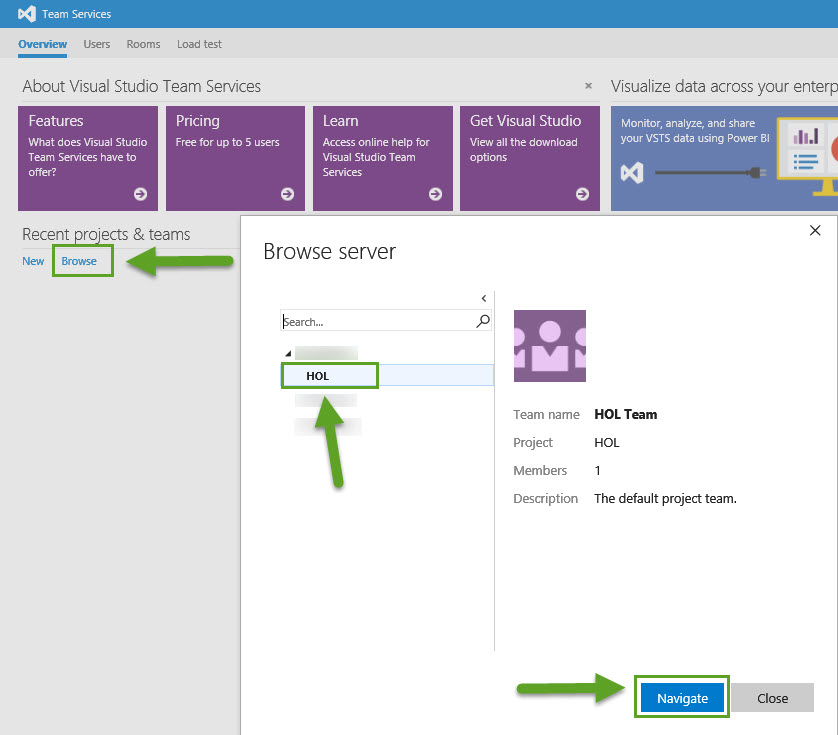 Team Services
Overview Users Rooms Load test
About Visual Studio Team Services
Features
What does Visual Studio
Team Services have to
offer?
Pricing
Free for up to 5 users
Learn
Access online help for
Visual Studio Team
Services
Get Visual Studio
View all the download
options
Visualize data across your enterp
Monitor, analyze, and share
your VSTS data using Power BI
Recent projects & teams
New Browse
Browse server
Search...
HOL
Team name HOL Team
Project HOL
Members 1
Description The default project team.
Navigate Close